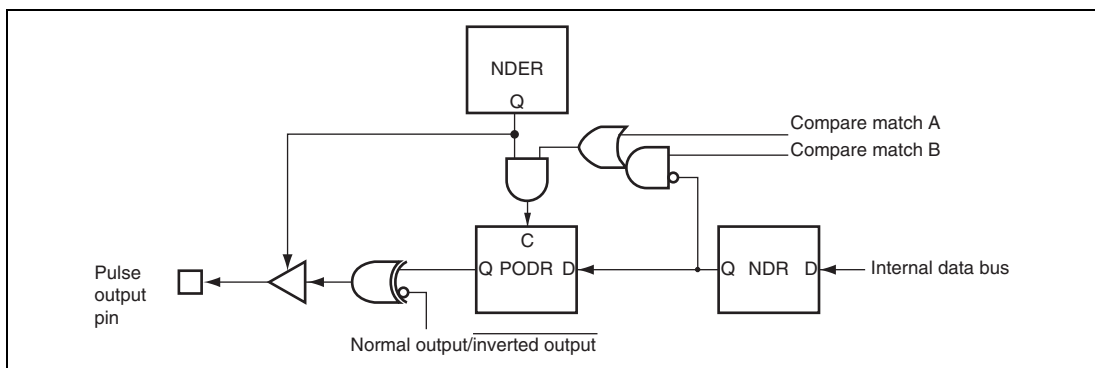 NDER
Q
Compare match A
Compare match B
C
Q PODR D
Q NDR D
Internal data bus
Pulse
output
pin
Normal output/inverted output